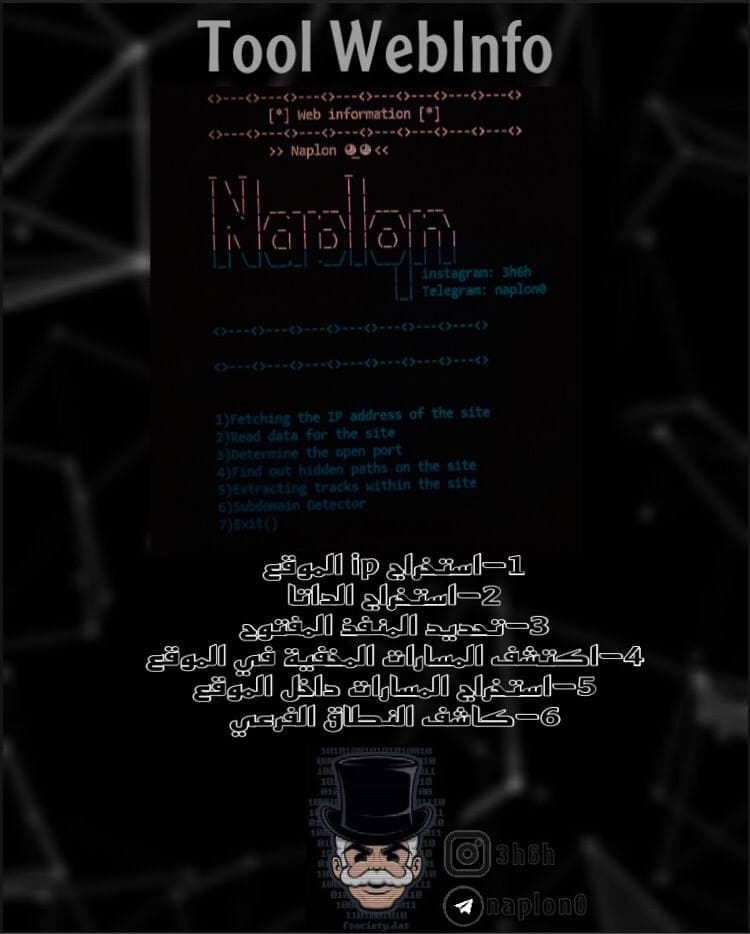 Tool WebInfo
<>---<>---<>---<>---<>---<>---<>---<>---<>
[*] Web information [*]
<>---<>---<>---<>---<>---<>---<>---<>---<>
>> Naplon <<
Naplon
instagram: 3h6h
Telegram: naplon0
<>---<>---<>---<>---<>---<>---<>---<>
<>---<>---<>---<>---<>---<>---<>---<>
1)Fetching the IP address of the site
2)Read data for the site
3)Determine the open port
4)Find out hidden paths on the site
5)Extracting tracks within the site
6)Subdomain Detector
7)Exit()
1-استخراج ip الموقع
2-استخراج الداتا
3-تحديد المنفذ المفتوح
4-اكتشف المسارات المخفية في الموقع
5-استخراج المسارات داخل الموقع
6-كاشف النطاق الفرعي
fsociety.dat
3h6h
naplon0